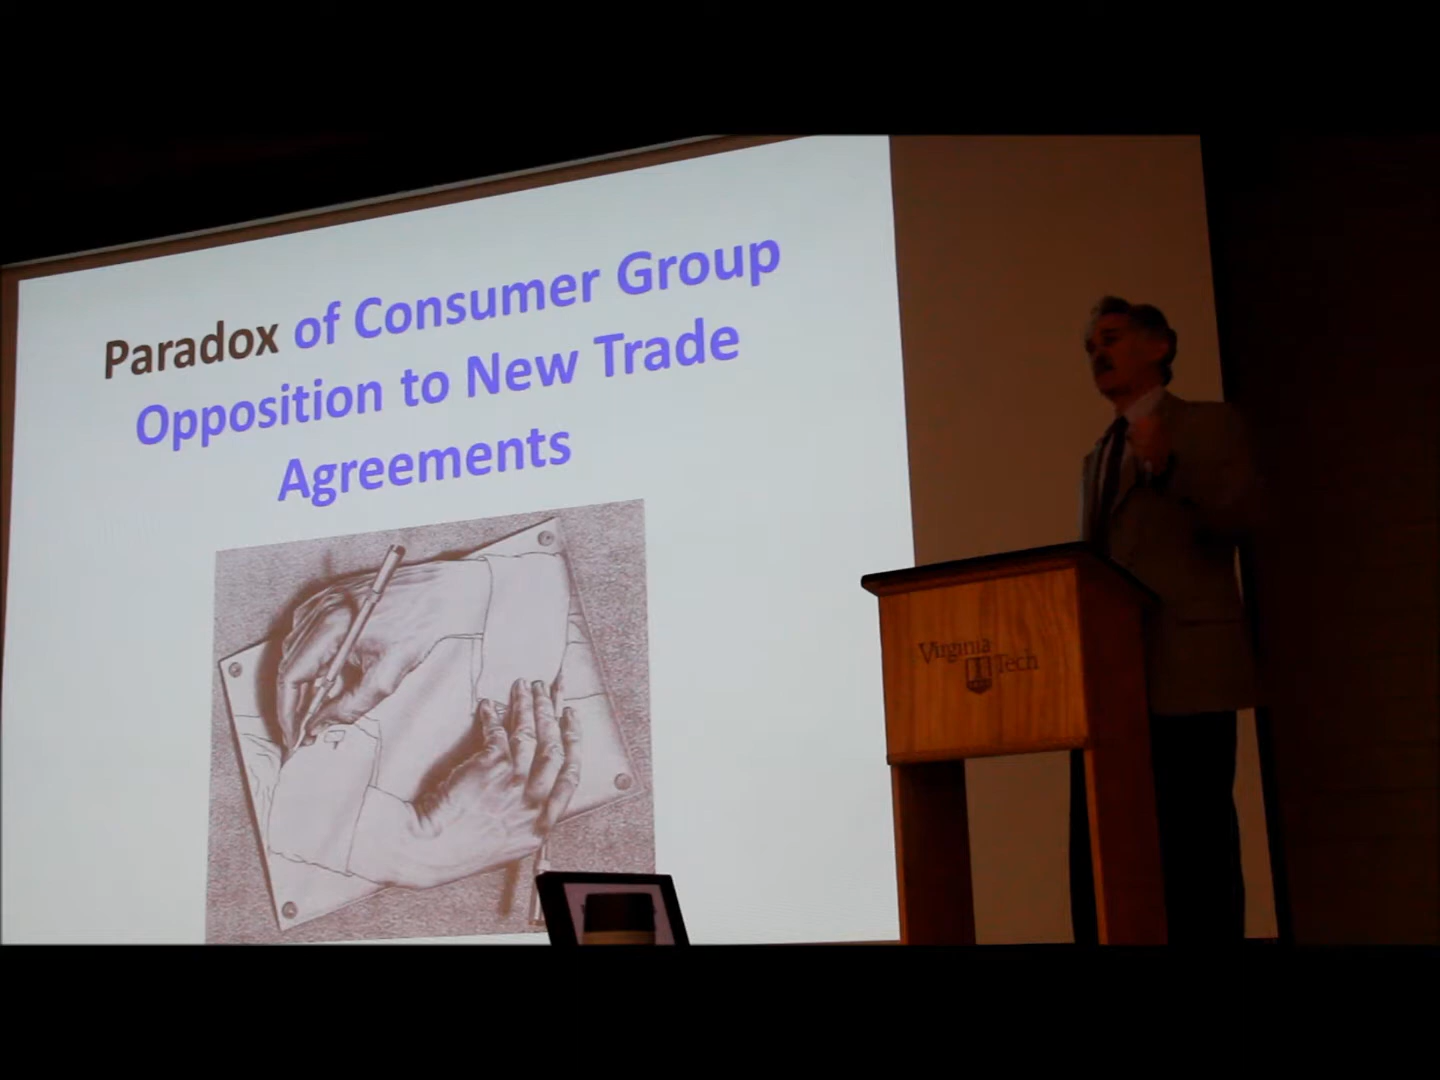 Paradox of Consumer Group
Opposition to New Trade
Agreements
Virginia
Tech